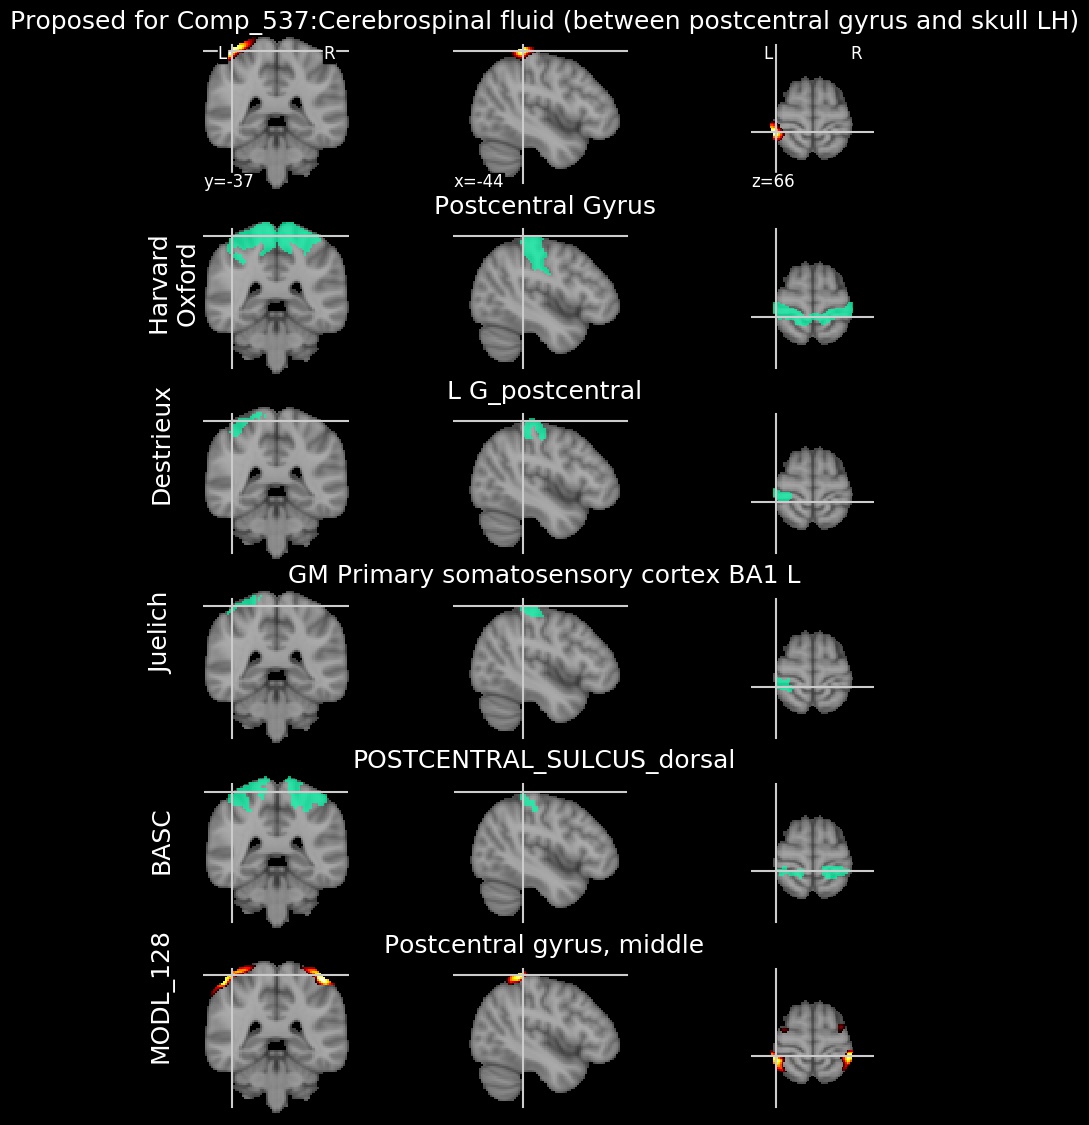 Proposed for Comp_537:Cerebrospinal fluid (between postcentral gyrus and skull LH)
L R
L R
y=-37
x=-44
z=66
Postcentral Gyrus
Harvard
Oxford
L G_postcentral
Destrieux
GM Primary somatosensory cortex BA1 L
Juelich
POSTCENTRAL_SULCUS_dorsal
BASC
Postcentral gyrus, middle
MODL_128